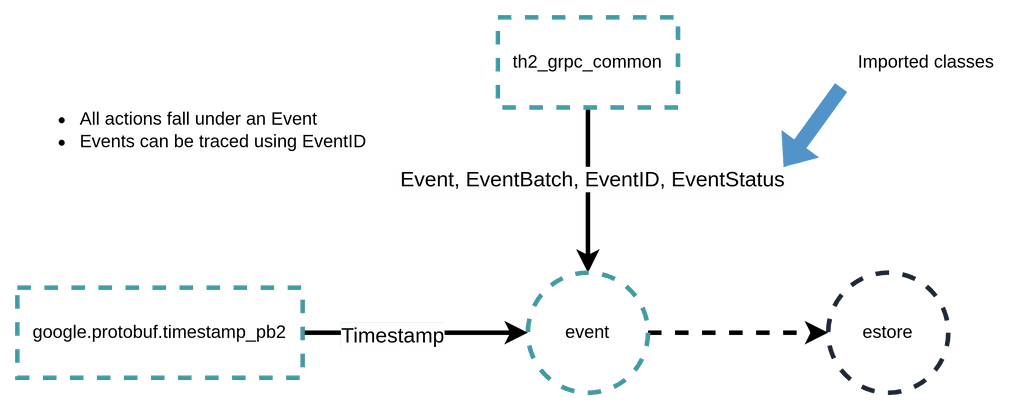 th2_grpc_common
Imported classes
All actions fall under an Event
Events can be traced using EventID
Event, EventBatch, EventID, EventStatus
google.protobuf.timestamp_pb2
Timestamp
event
estore